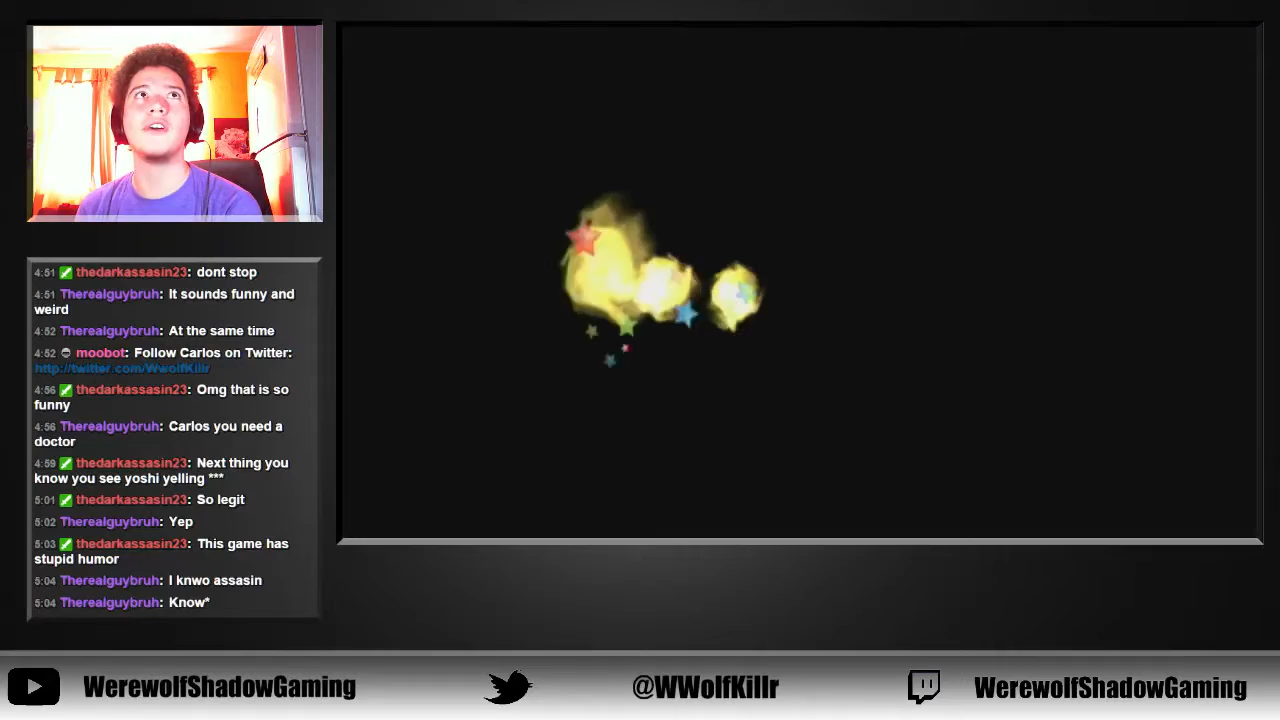 4:51 thedarkassasin23: dont stop
4:51 Therealguybruh: It sounds funny and
weird
4:52 Therealguybruh: At the same time
4:52 moobot: Follow Carlos on Twitter:
http://twitter.com/WwolfKillr
4:56 thedarkassasin23: Omg that is so
funny
4:56 Therealguybruh: Carlos you need a
doctor
4:59 thedarkassasin23: Next thing you
know you see yoshi yelling ***
5:01 thedarkassasin23: So legit
5:02 Therealguybruh: Yep
5:03 thedarkassasin23: This game has
stupid humor
5:04 Therealguybruh: I knwo assasin
5:04 Therealguybruh: Know*
WerewolfShadowGaming
@WWolfKillr
WerewolfShadowGaming